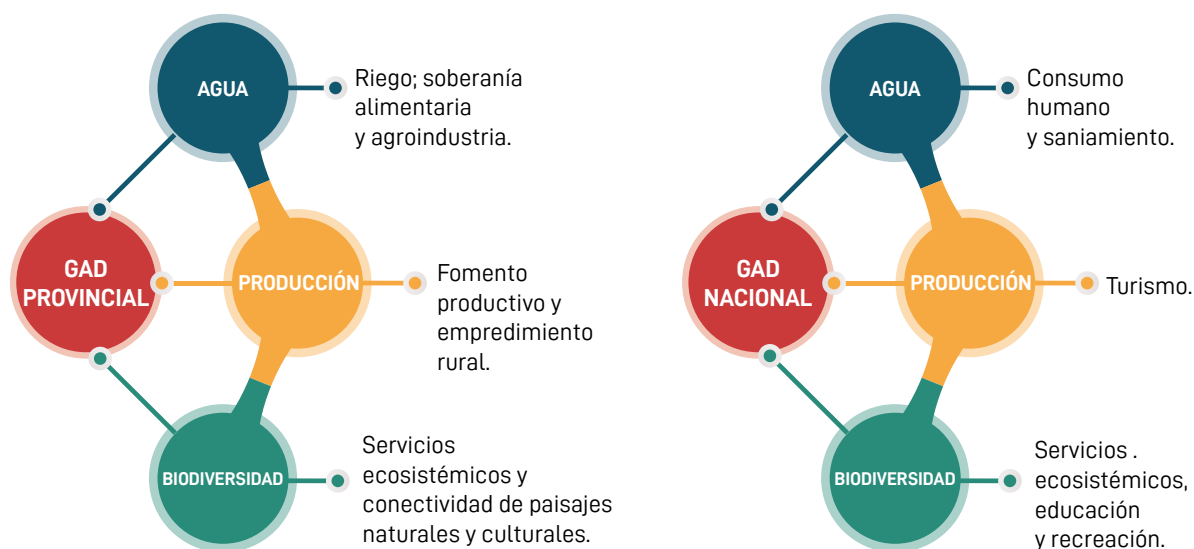 AGUA
Riego; soberanía
alimentaria
y agroindustria.
GAD
PROVINCIAL
PRODUCCIÓN
Fomento
productivo y
empredimiento
rural.
BIODIVERSIDAD
Servicios
ecosistémicos y
conectividad de paisajes
naturales y culturales.
AGUA
Consumo
humano
y saniamiento.
GAD
NACIONAL
PRODUCCIÓN
Turismo.
BIODIVERSIDAD
Servicios .
ecosistémicos,
educación
y recreación.